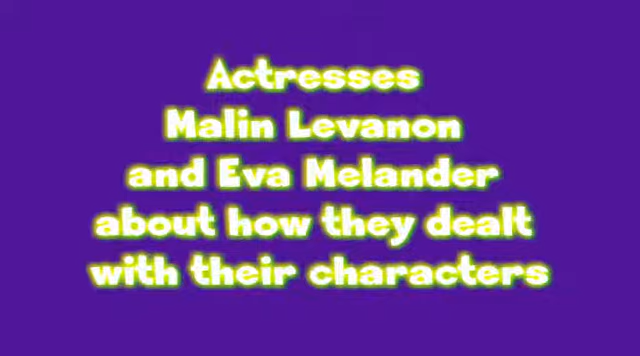 Actresses
Malin Levanon
and Eva Melander
about how they dealt
with their characters